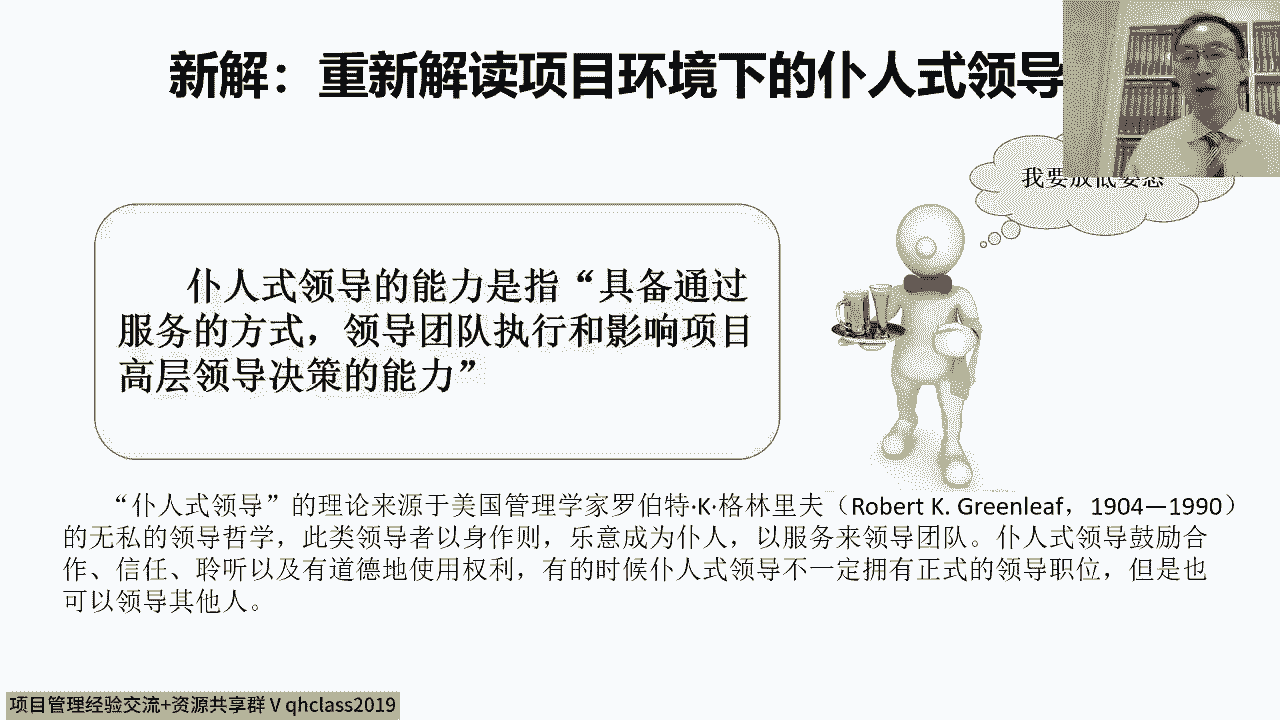 新解：重新解读项目环境下的仆人式领导
我要放低姿态
仆人式领导的能力是指“具备通过
服务的方式，领导团队执行和影响项目
高层领导决策的能力”
“仆人式领导”的理论来源于美国管理学家罗伯特·K·格林里夫（Robert K. Greenleaf，1904—1990）
的无私的领导哲学，此类领导者以身作则，乐意成为仆人，以服务来领导团队。仆人式领导鼓励合
作、信任、聆听以及有道德地使用权利，有的时候仆人式领导不一定拥有正式的领导职位，但是也
可以领导其他人。
项目管理经验交流+资源共享群 V qhclass2019